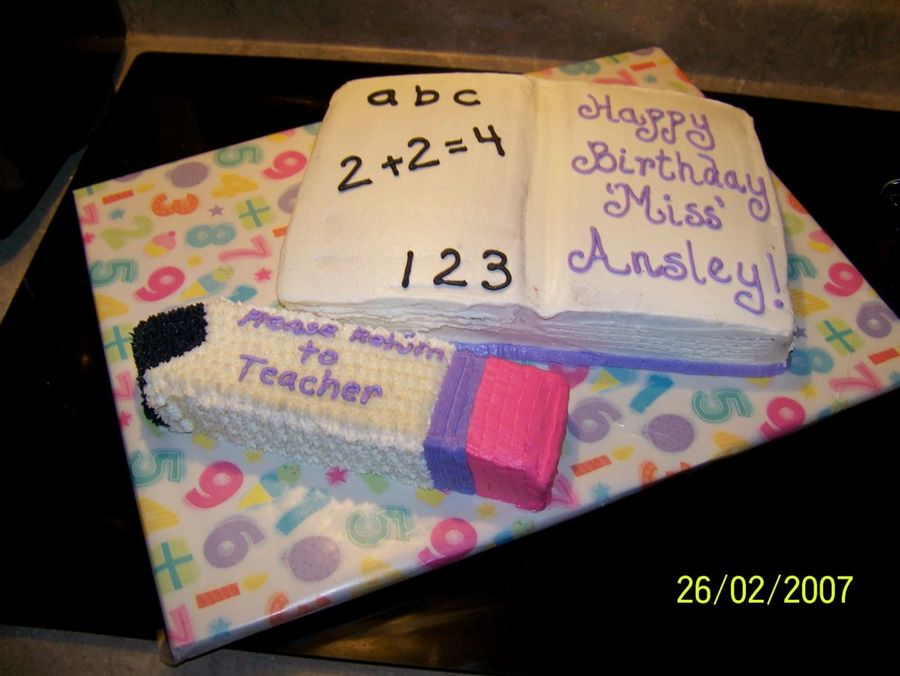 abc
2+2=4
123
Happy
Birthday
'Miss'
Ansley!
Please Return
to
Teacher
26/02/2007